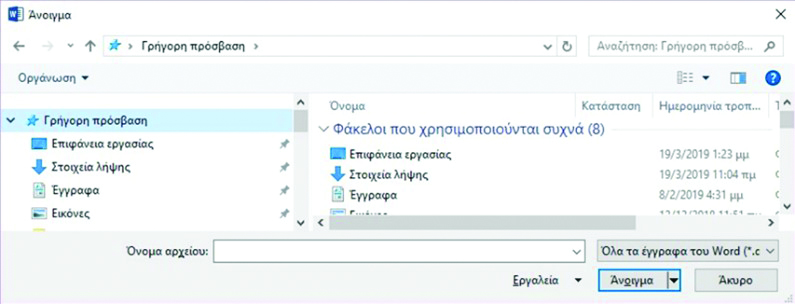 Άνοιγμα
Γρήγορη πρόσβαση
Αναζήτηση: Γρήγορη πρόσβ...
Οργάνωση
Γρήγορη πρόσβαση
Επιφάνεια εργασίας
Στοιχεία λήψης
Έγγραφα
Εικόνες
Όνομα Κατάσταση Ημερομηνία τροπ...
Φάκελοι που χρησιμοποιούνται συχνά (8)
Επιφάνεια εργασίας 19/3/2019 1:23 μμ
Στοιχεία λήψης 19/3/2019 11:04 πμ
Έγγραφα 8/2/2019 4:31 μμ
Εικόνες
Όνομα αρχείου: Όλα τα έγγραφα του Word (*.d
Εργαλεία Άνοιγμα Άκυρο